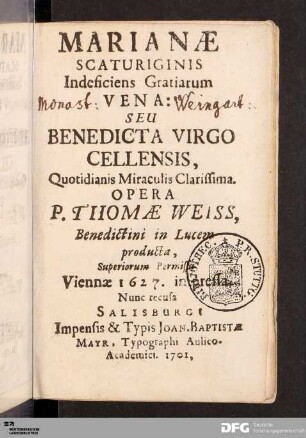 MARIANÆ
SCATURIGINIS
Indeficiens Gratiarum
Monast: VENA: Weingart:
SEU
BENEDICTA VIRGO
CELLENSIS,
Quotidianis Miraculis Clarissima.
OPERA
P. THOMÆ WEISS,
Benedictini in Lucem
producta,
Superiorum Permissu
Viennæ 1627. impressa.
Nunc recusa
SALISBURGI
Impensis & Typis JOAN. BAPTISTÆ
MAYR, Typographi Aulico-
Academici. 1701,
DFG Deutsche
Forschungsgemeinschaft